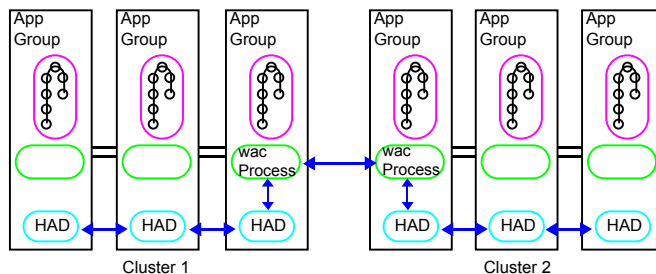 App
Group
App
Group
App
Group
App
Group
App
Group
App
Group
wac
Process
wac
Process
HAD
HAD
HAD
HAD
HAD
HAD
Cluster 1
Cluster 2